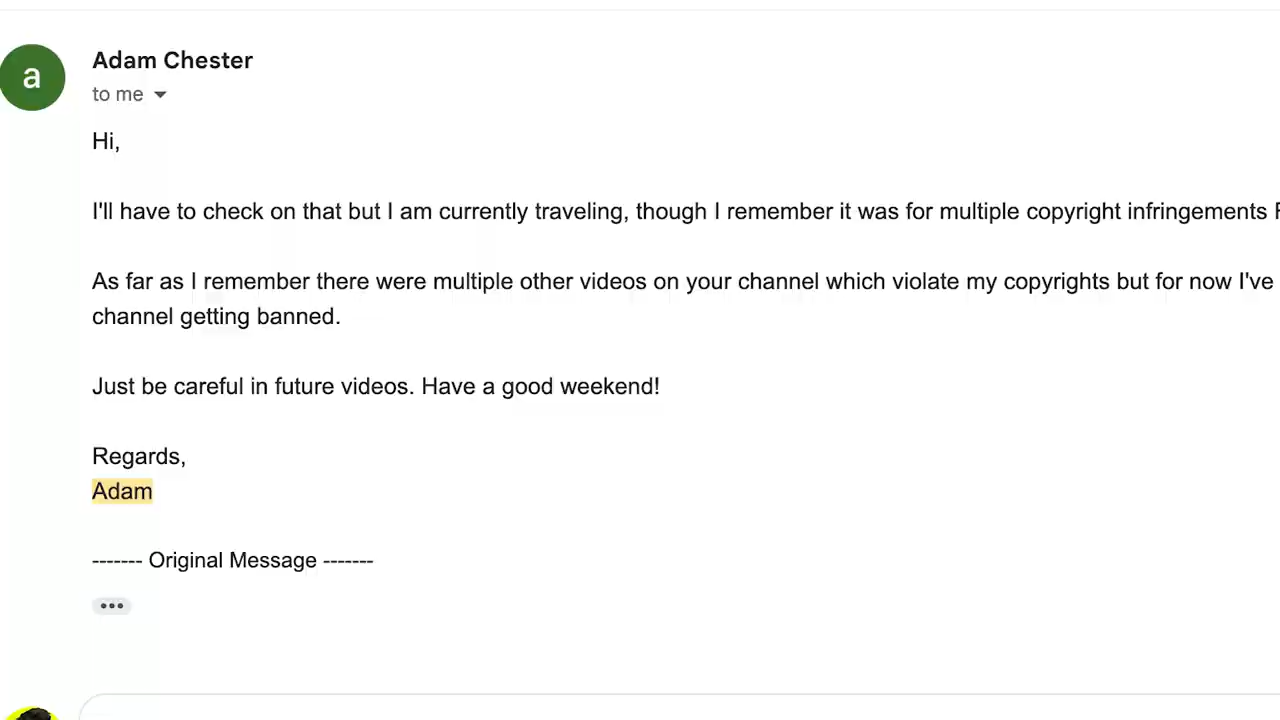 a
Adam Chester
to me
Hi,
I'll have to check on that but I am currently traveling, though I remember it was for multiple copyright infringements
As far as I remember there were multiple other videos on your channel which violate my copyrights but for now I've
channel getting banned.
Just be careful in future videos. Have a good weekend!
Regards,
Adam
------- Original Message -------